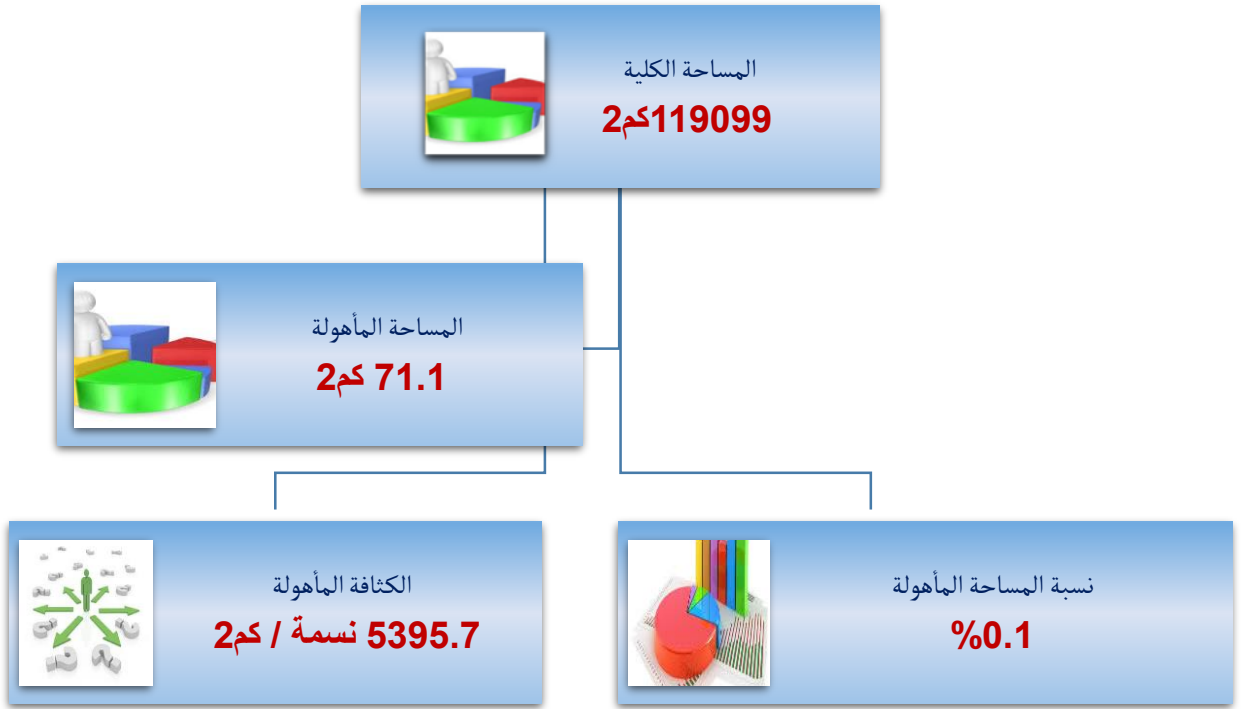 المساحة الكلية
119099كم2
المساحة المأهولة
71.1 كم2
نسبة المساحة المأهولة
%0.1
الكثافة المأهولة
5395.7 نسمة / كم2